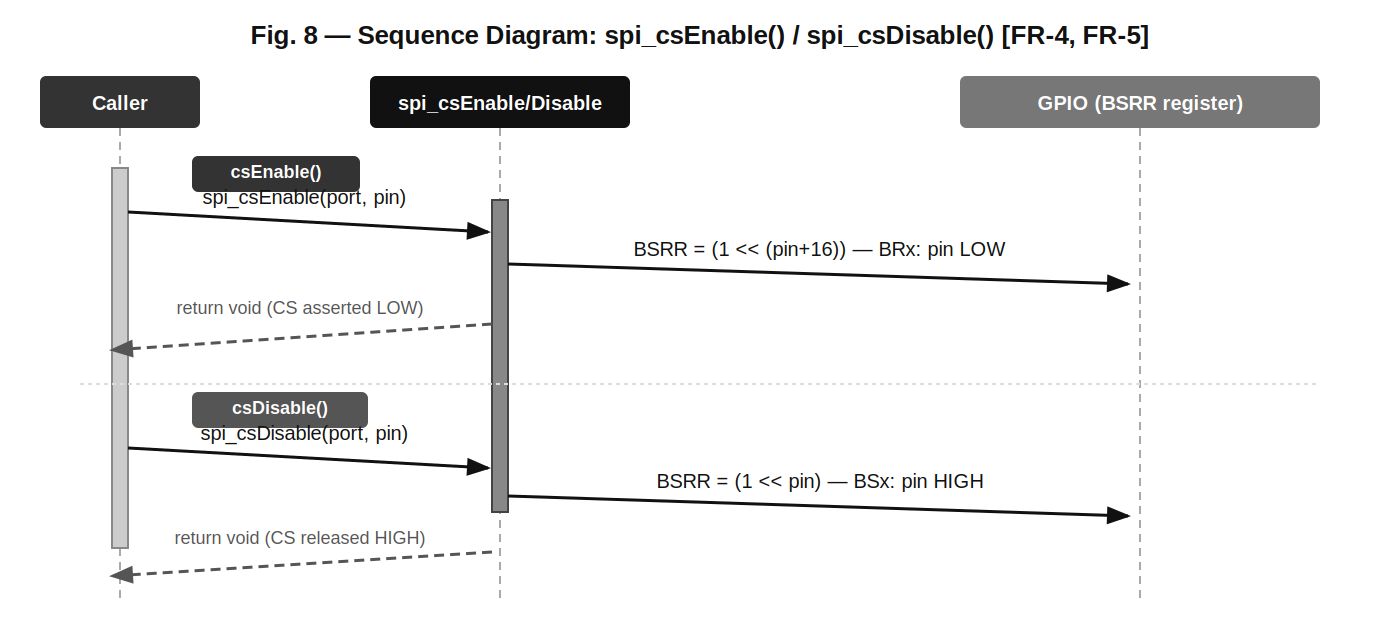 Fig. 8 — Sequence Diagram: spi_csEnable() / spi_csDisable() [FR-4, FR-5]
Caller
spi_csEnable/Disable
GPIO (BSRR register)
csEnable()
spi_csEnable(port, pin)
BSRR = (1 << (pin+16)) — BRx: pin LOW
return void (CS asserted LOW)
csDisable()
spi_csDisable(port, pin)
BSRR = (1 << pin) — BSx: pin HIGH
return void (CS released HIGH)